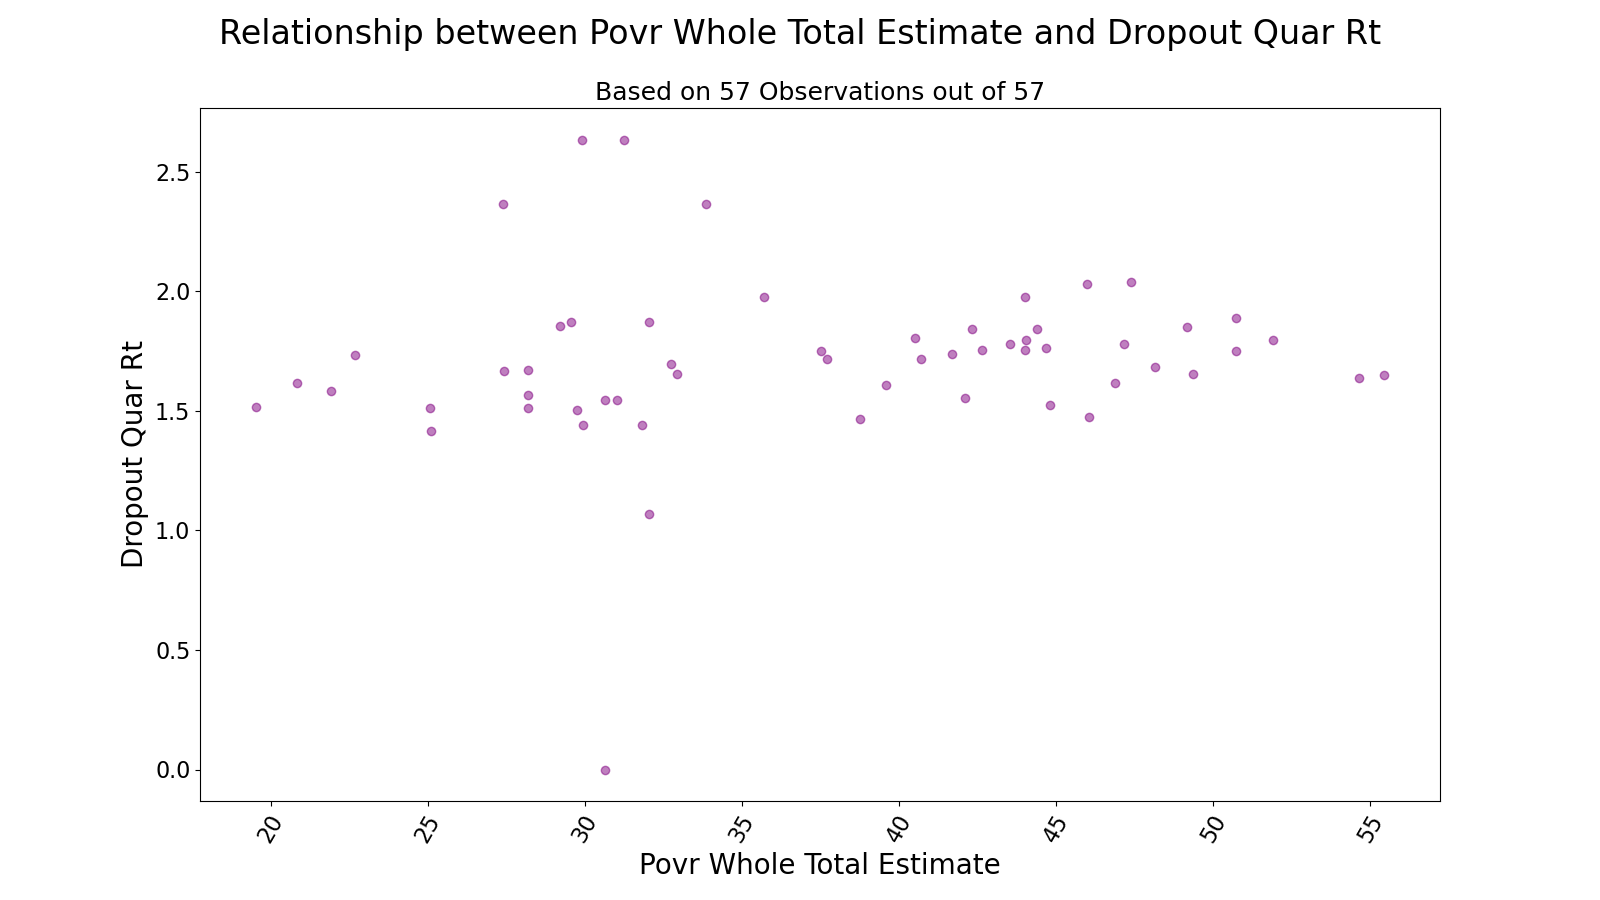 Relationship between Povr Whole Total Estimate and Dropout Quar Rt
Based on 57 Observations out of 57
2.5
2.0
1.5
1.0
0.5
0.0
Dropout Quar Rt
20 25 30 35 40 45 50 55
Povr Whole Total Estimate